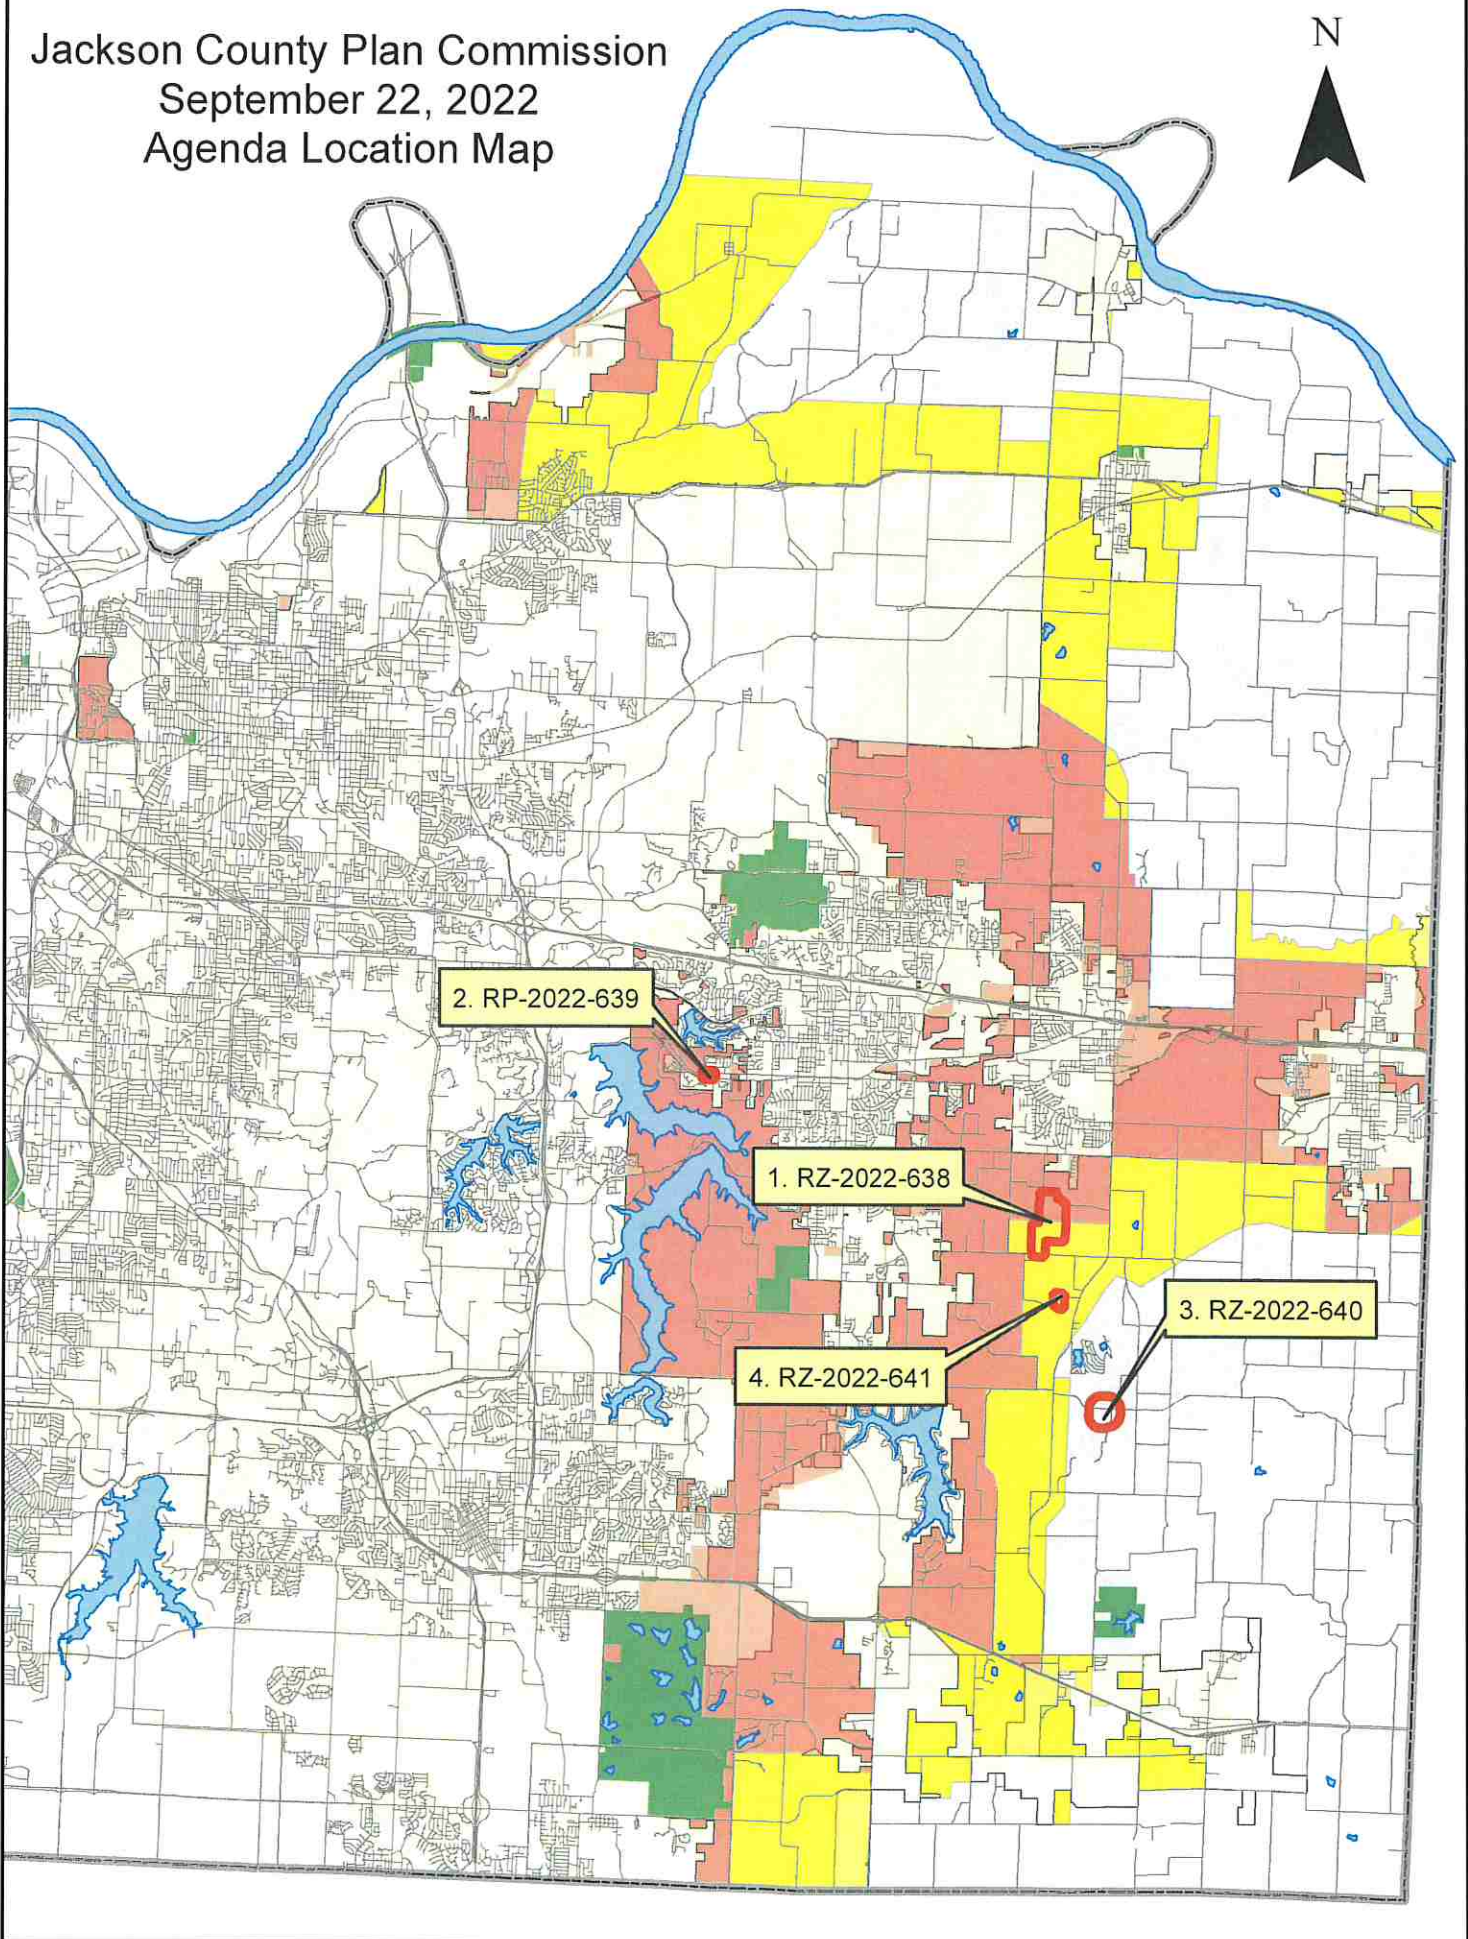 Jackson County Plan Commission
September 22, 2022
Agenda Location Map
N
2. RP-2022-639
1. RZ-2022-638
3. RZ-2022-640
4. RZ-2022-641